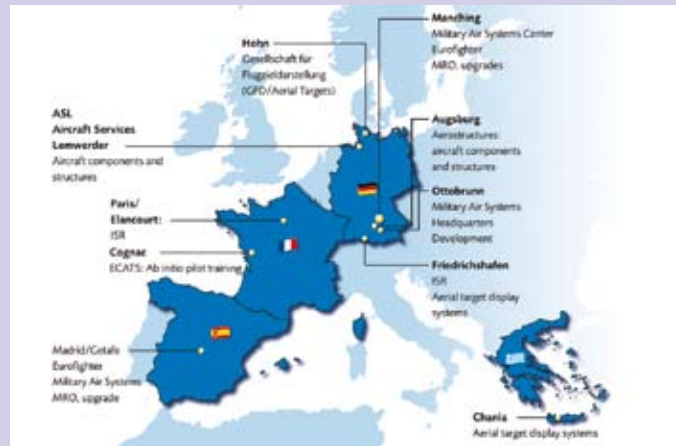 Manching
Military Air Systems Center
Eurofighter
MRO, upgrades
Hohn
Gesellschaft für
Flugzieldarstellung
(GFD/Aerial Targets)
ASL
Aircraft Services
Lemwerder
Aircraft components and
structures
Augsburg
Aerostructures:
aircraft components
and structures
Ottobrunn
Military Air Systems
Headquarters
Development
Paris/
Elancourt:
ISR
Cognac
ECATS: Ab initio pilot training
Friedrichshafen
ISR
Aerial target display
systems
Madrid/Getafe
Eurofighter
Military Air Systems
MRO, upgrade
Chania
Aerial target display systems